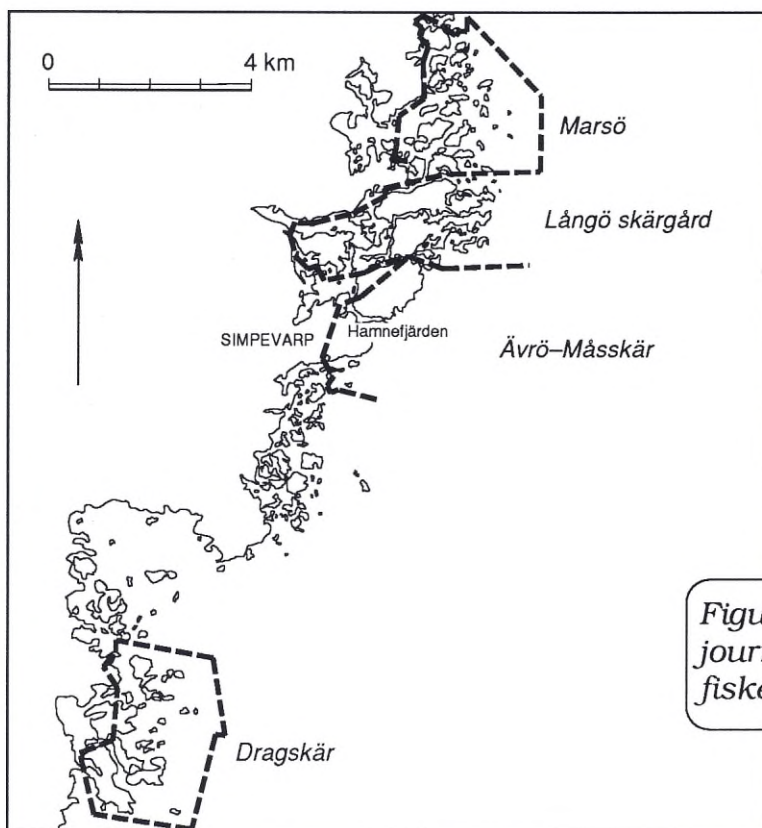 0 4 km
Marsö
Långö skärgård
SIMPEVARP Hamnefjärden
Ävrö–Måsskär
Dragskär